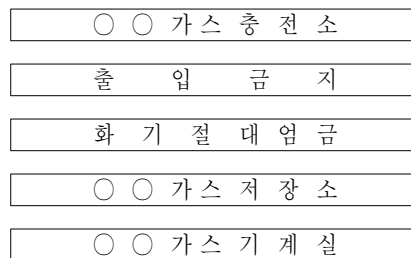 ○ ○ 가 스 충 전 소
출 입 금 지
화 기 절 대 엄 금
○ ○ 가 스 저 장 소
○ ○ 가 스 기 계 실